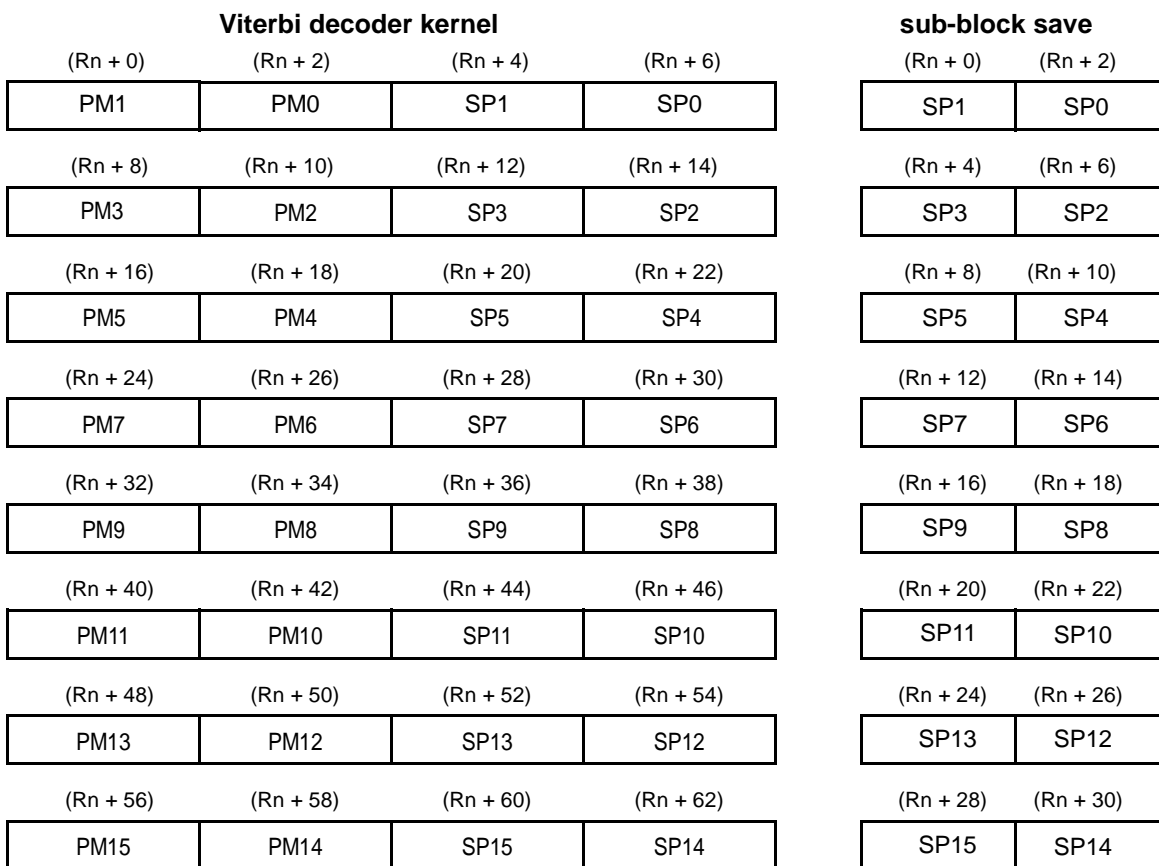 Viterbi decoder kernel sub-block save
(Rn + 0) (Rn + 2) (Rn + 4) (Rn + 6) (Rn + 0) (Rn + 2)
PM1 PM0 SP1 SP0 SP1 SP0
(Rn + 8) (Rn + 10) (Rn + 12) (Rn + 14) (Rn + 4) (Rn + 6)
PM3 PM2 SP3 SP2 SP3 SP2
(Rn + 16) (Rn + 18) (Rn + 20) (Rn + 22) (Rn + 8) (Rn + 10)
PM5 PM4 SP5 SP4 SP5 SP4
(Rn + 24) (Rn + 26) (Rn + 28) (Rn + 30) (Rn + 12) (Rn + 14)
PM7 PM6 SP7 SP6 SP7 SP6
(Rn + 32) (Rn + 34) (Rn + 36) (Rn + 38) (Rn + 16) (Rn + 18)
PM9 PM8 SP9 SP8 SP9 SP8
(Rn + 40) (Rn + 42) (Rn + 44) (Rn + 46) (Rn + 20) (Rn + 22)
PM11 PM10 SP11 SP10 SP11 SP10
(Rn + 48) (Rn + 50) (Rn + 52) (Rn + 54) (Rn + 24) (Rn + 26)
PM13 PM12 SP13 SP12 SP13 SP12
(Rn + 56) (Rn + 58) (Rn + 60) (Rn + 62) (Rn + 28) (Rn + 30)
PM15 PM14 SP15 SP14 SP15 SP14